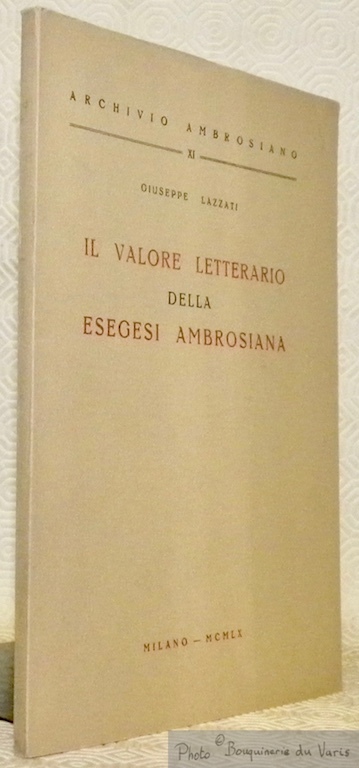 ARCHIVIO AMBROSIANO
XI
GIUSEPPE LAZZATI
IL VALORE LETTERARIO
DELLA
ESEGESI AMBROSIANA
MILANO — MCMLX
Photo © Bouquinerie du Varis